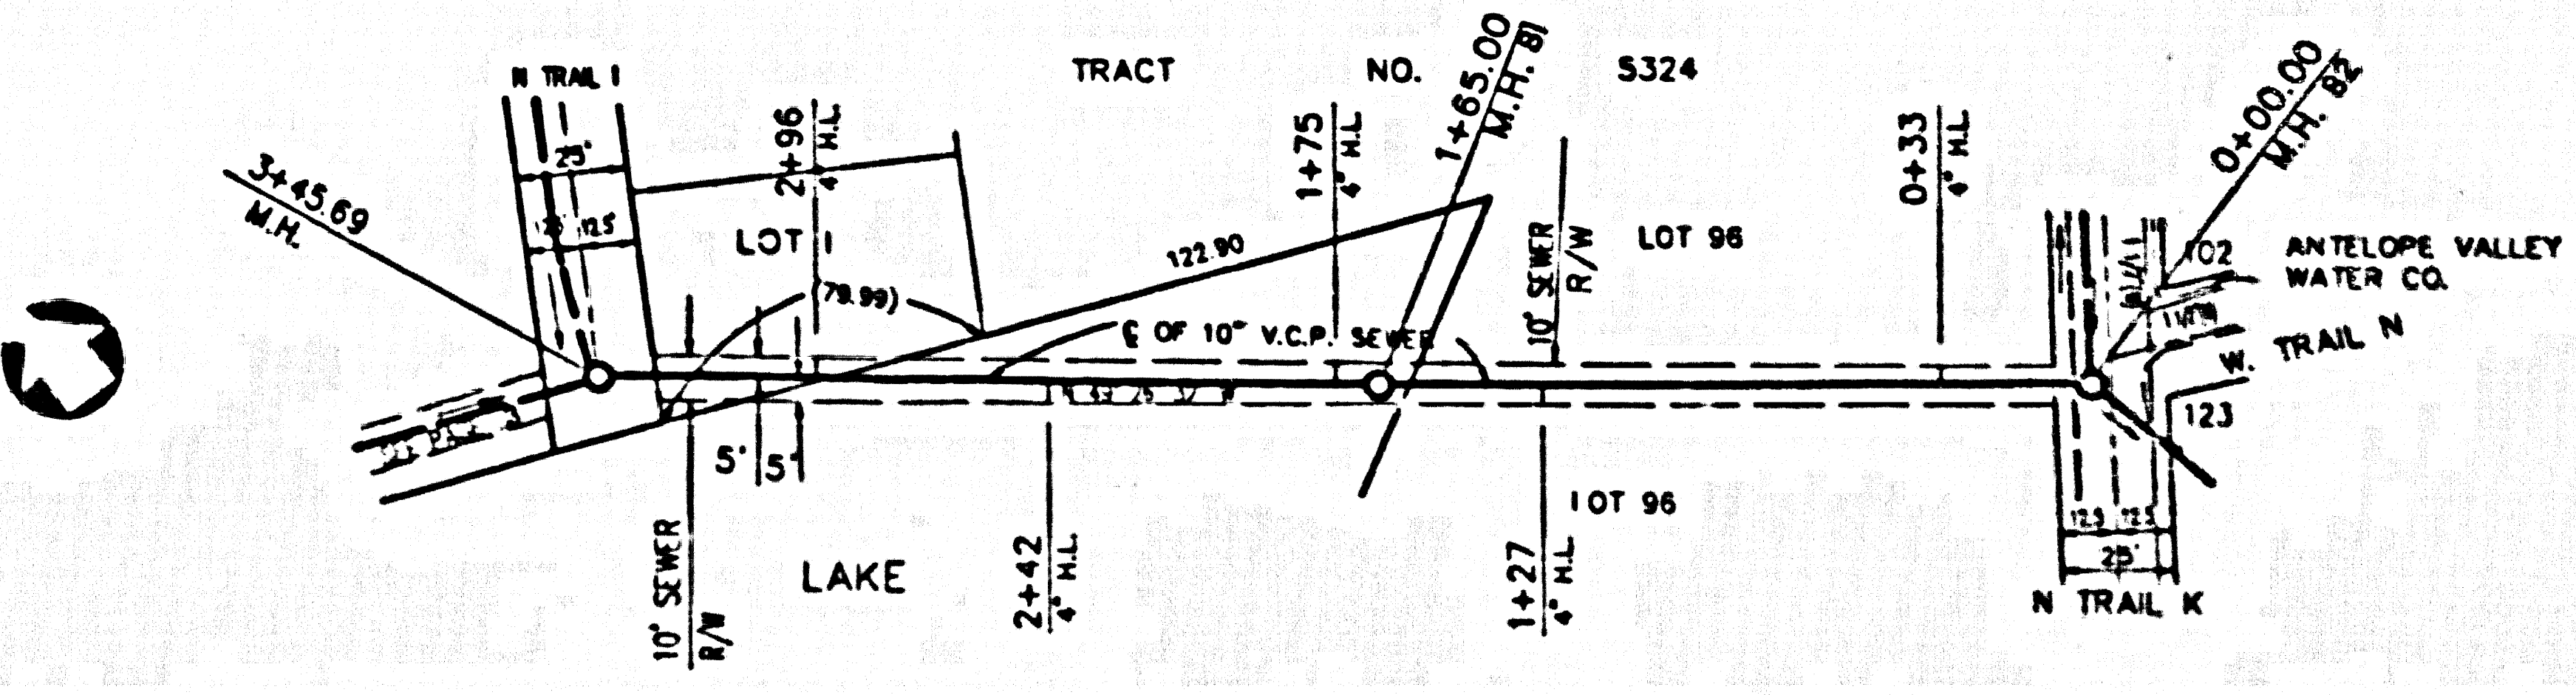 N TRAIL I
TRACT NO. S324
3+45.69
M.H.
25'
12.5'
2+96
4" H.L.
LOT 1
(79.99)
122.90
1+75
4" H.L.
1+65.00
M.H. 81
10' SEWER
R/W
LOT 96
0+33
4" H.L.
0+00.00
M.H. 82
102
ANTELOPE VALLEY
WATER CO.
W. TRAIL N
123
℄ OF 10" V.C.P. SEWER
5' 5'
10' SEWER
R/W
LAKE
2+42
4" H.L.
1+27
4" H.L.
LOT 96
12.5 12.5
25'
N TRAIL K